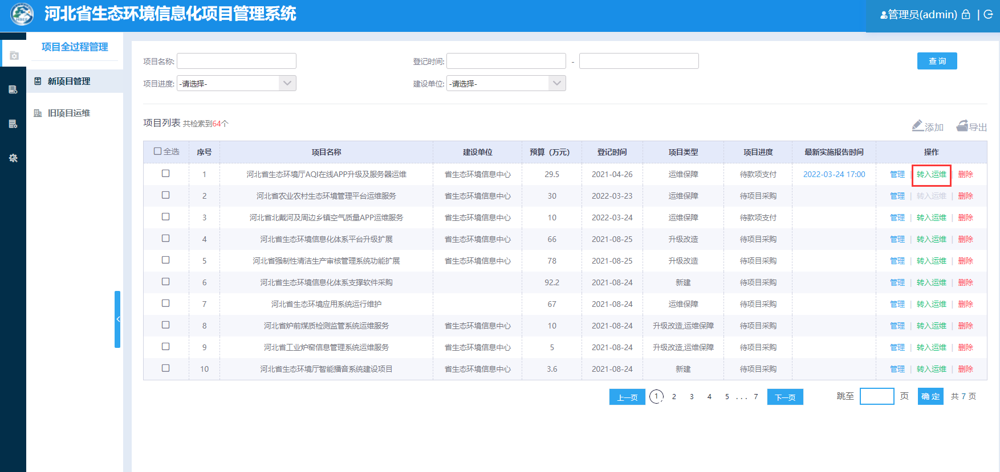 河北省生态环境信息化项目管理系统
管理员(admin) |
项目全过程管理
新项目管理
旧项目运维
项目名称:
登记时间: -
查 询
项目进度: -请选择-
建设单位: -请选择-
项目列表 共检索到64个
添加 导出
全选 序号 项目名称 建设单位 预算（万元） 登记时间 项目类型 项目进度 最新实施报告时间 操作
1 河北省生态环境厅AQI在线APP升级及服务器运维 省生态环境信息中心 29.5 2021-04-26 运维保障 待款项支付 2022-03-24 17:00 管理 | 转入运维 | 删除
2 河北省农业农村生态环境管理平台运维服务 省生态环境信息中心 30 2022-03-23 运维保障 待项目采购 管理 | 转入运维 | 删除
3 河北省北戴河及周边乡镇空气质量APP运维服务 省生态环境信息中心 10 2022-03-24 运维保障 待款项支付 管理 | 转入运维 | 删除
4 河北省生态环境信息化体系平台升级扩展 省生态环境信息中心 66 2021-08-25 升级改造 待项目采购 管理 | 转入运维 | 删除
5 河北省强制性清洁生产审核管理系统功能扩展 省生态环境信息中心 78 2021-08-25 升级改造 待项目采购 管理 | 转入运维 | 删除
6 河北省生态环境信息化体系支撑软件采购 92.2 2021-08-24 新建 待项目采购 管理 | 转入运维 | 删除
7 河北省生态环境应用系统运行维护 67 2021-08-24 运维保障 待项目采购 管理 | 转入运维 | 删除
8 河北省炉前煤质检测监管系统运维服务 省生态环境信息中心 10 2021-08-24 升级改造,运维保障 待项目采购 管理 | 转入运维 | 删除
9 河北省工业炉窑信息管理系统运维服务 省生态环境信息中心 5 2021-08-24 升级改造,运维保障 待项目采购 管理 | 转入运维 | 删除
10 河北省生态环境厅智能播音系统建设项目 省生态环境信息中心 3.6 2021-08-24 新建 待项目采购 管理 | 转入运维 | 删除
上一页 1 2 3 4 5 ... 7 下一页 跳至 页 确 定 共 7 页